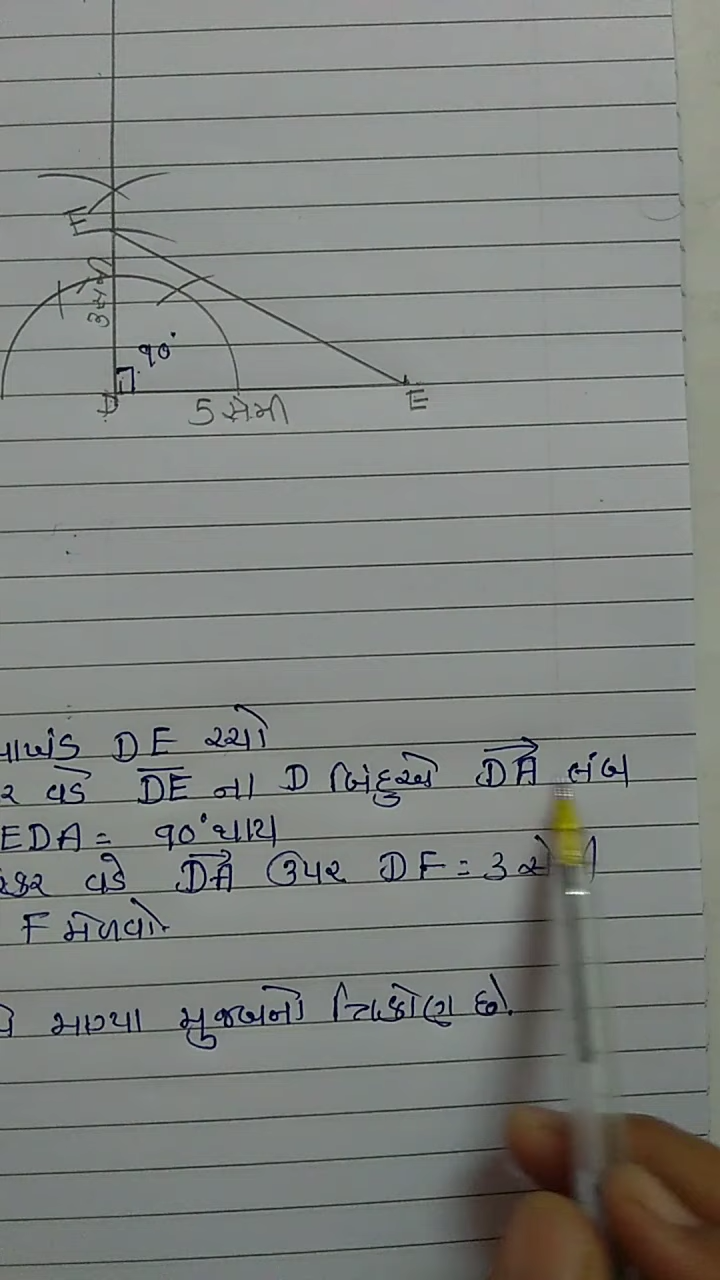 F
3 સેમી
90°
D
E
5 સેમી
DE રચો
વડે DE ના D બિંદુએ DA લંબ
EDA = 90° થાય
વડે DA ઉપર DF = 3
F મેળવો.
માગ્યા મુજબનો ત્રિકોણ છે.